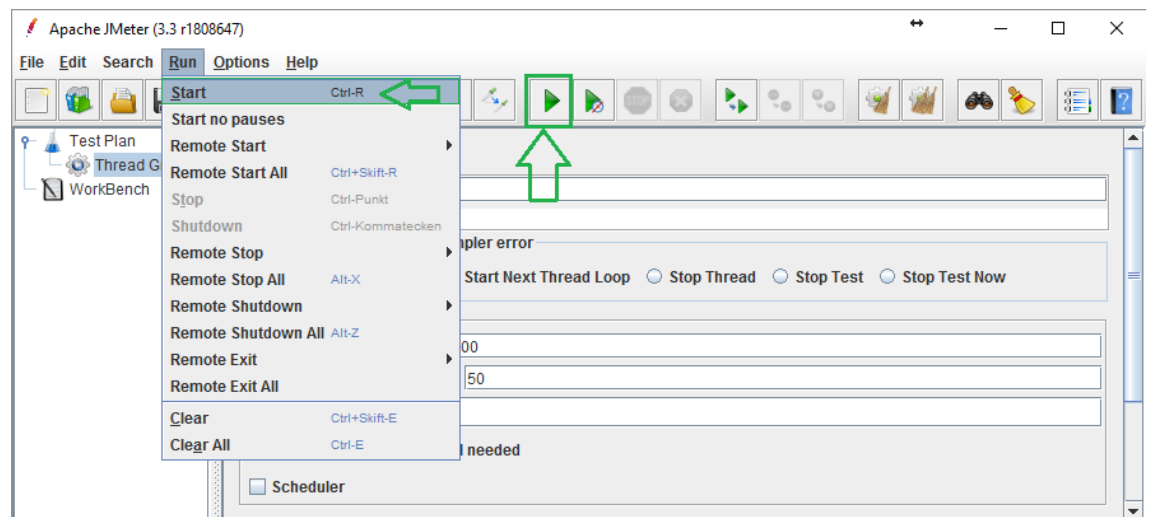 Apache JMeter (3.3 r1808647)
File Edit Search Run Options Help
Start Ctrl-R
Start no pauses
Remote Start
Remote Start All Ctrl+Skift-R
Stop Ctrl-Punkt
Shutdown Ctrl-Kommatecken
Remote Stop
Remote Stop All Alt-X
Remote Shutdown
Remote Shutdown All Alt-Z
Remote Exit
Remote Exit All
Clear Ctrl+Skift-E
Clear All Ctrl-E
STOP
Test Plan
Thread G
WorkBench
mpler error
Start Next Thread Loop Stop Thread Stop Test Stop Test Now
00
50
needed
Scheduler